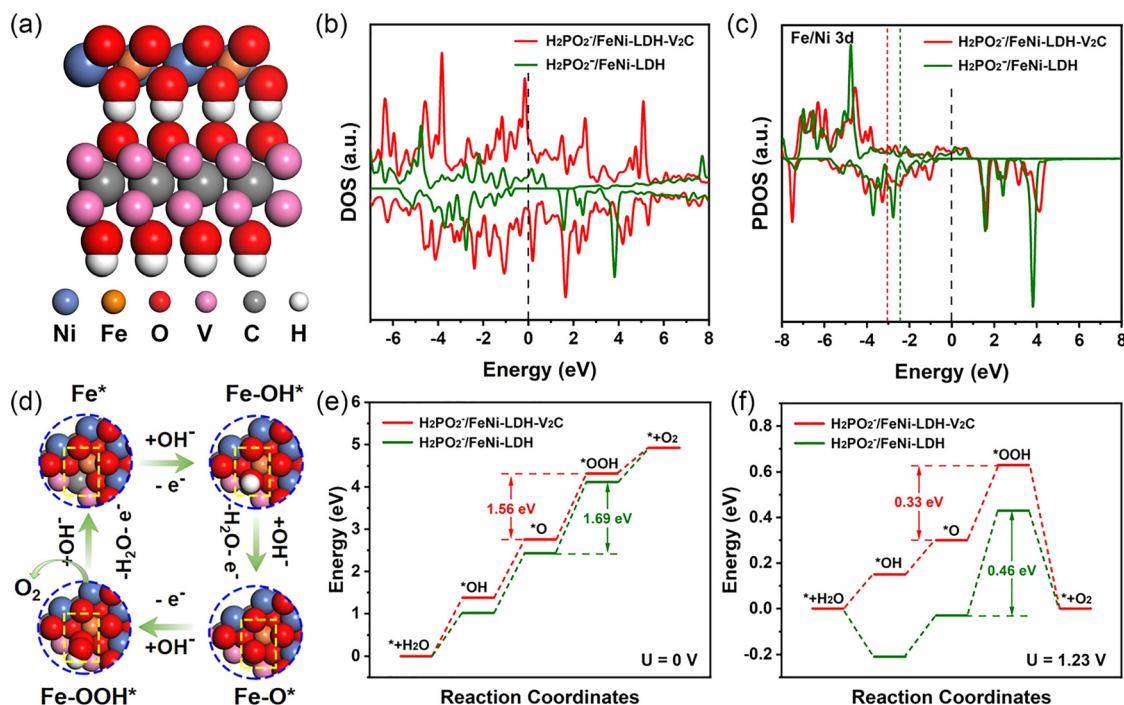 (a)
Ni Fe O V C H
(b)
H₂PO₂⁻/FeNi-LDH-V₂C
H₂PO₂⁻/FeNi-LDH
DOS (a.u.)
-6 -4 -2 0 2 4 6 8
Energy (eV)
(c)
Fe/Ni 3d
H₂PO₂⁻/FeNi-LDH-V₂C
H₂PO₂⁻/FeNi-LDH
PDOS (a.u.)
-8 -6 -4 -2 0 2 4 6 8
Energy (eV)
(d)
Fe*
Fe-OH*
+OH⁻
- e⁻
+OH⁻
-H₂O- e⁻
Fe-O*
- e⁻
+OH⁻
Fe-OOH*
O₂
-H₂O- e⁻
+OH⁻
(e)
H₂PO₂⁻/FeNi-LDH-V₂C
H₂PO₂⁻/FeNi-LDH
6
5
4
3
2
1
0
Energy (eV)
*+H₂O
*OH
*O
*OOH
*+O₂
1.56 eV
1.69 eV
U = 0 V
Reaction Coordinates
(f)
H₂PO₂⁻/FeNi-LDH-V₂C
H₂PO₂⁻/FeNi-LDH
0.8
0.6
0.4
0.2
0.0
-0.2
Energy (eV)
*+H₂O
*OH
*O
*OOH
*+O₂
0.33 eV
0.46 eV
U = 1.23 V
Reaction Coordinates